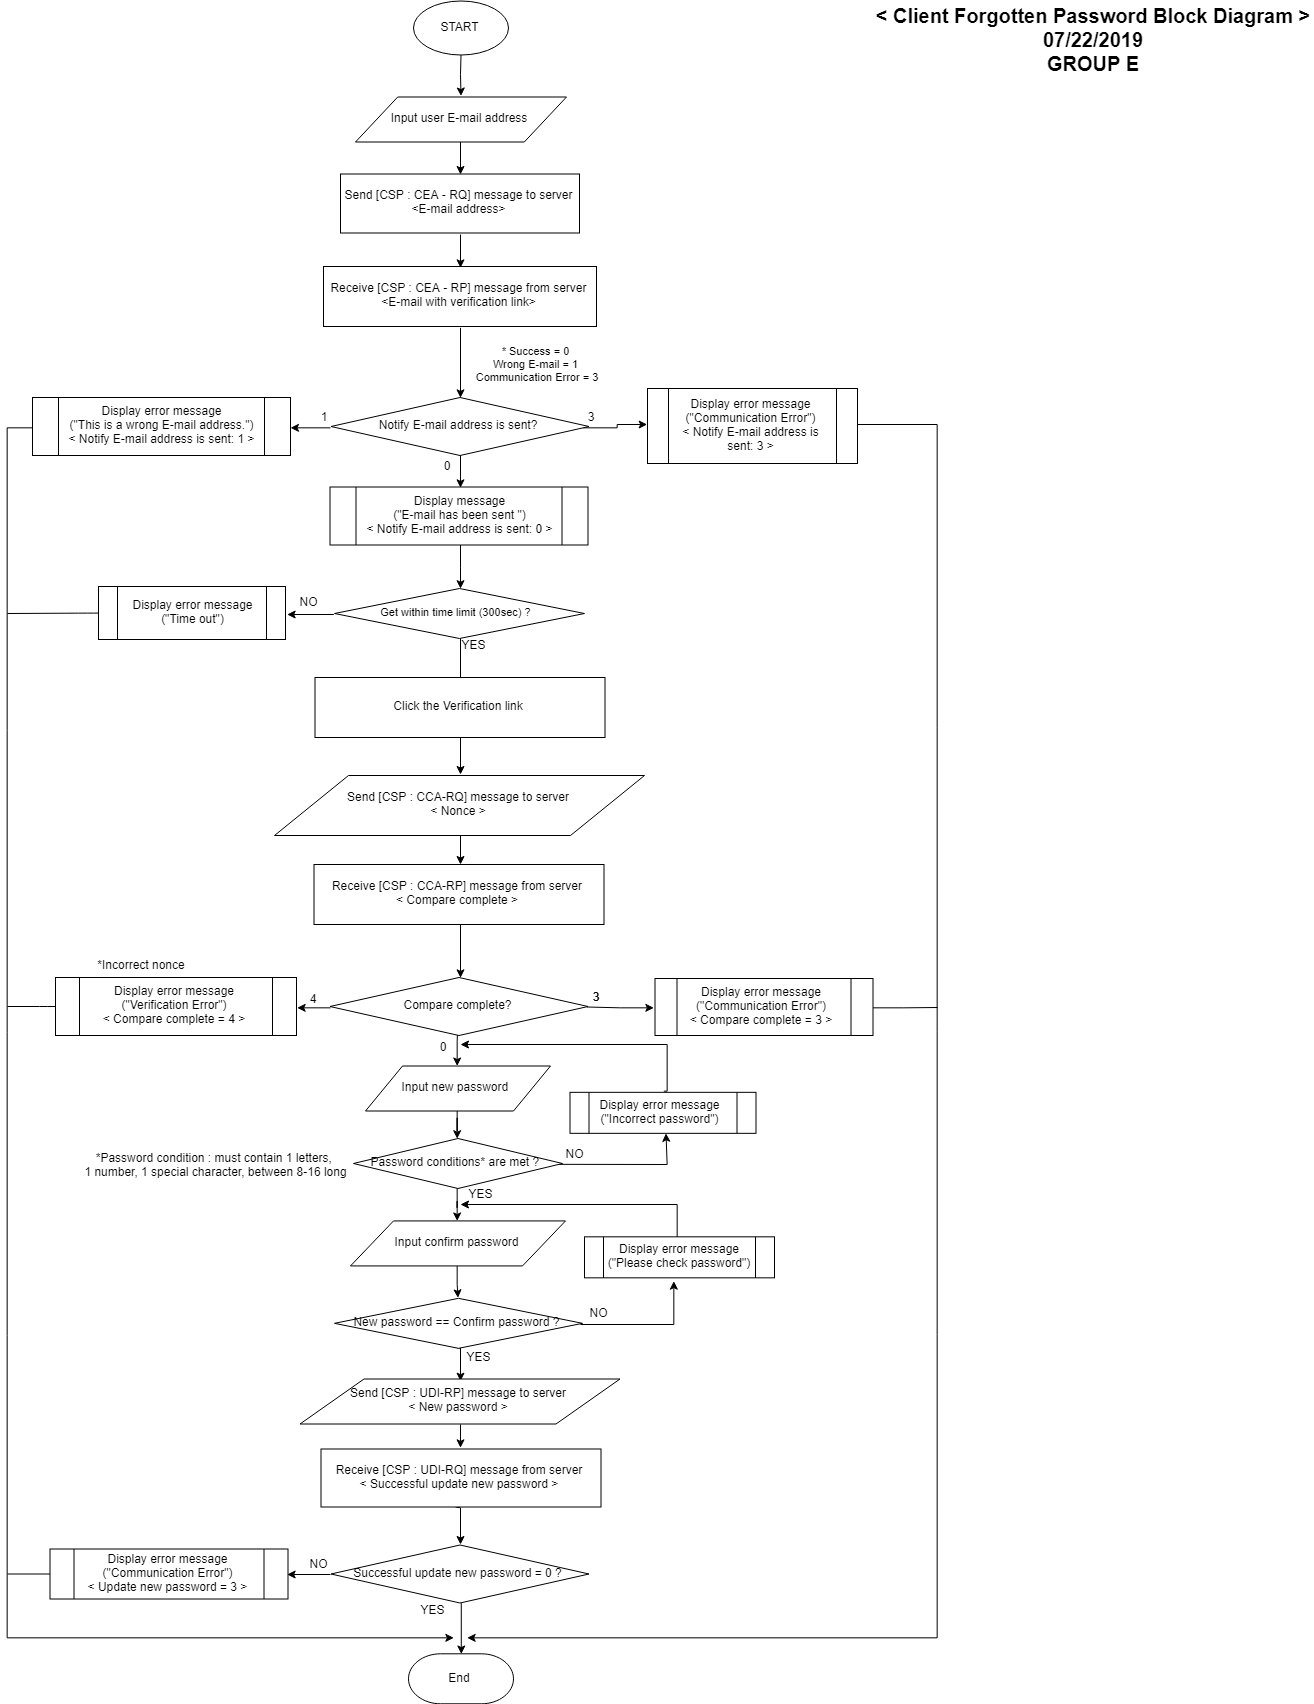 < Client Forgotten Password Block Diagram >
07/22/2019
GROUP E
START
Input user E-mail address
Send [CSP : CEA - RQ] message to server
<E-mail address>
Receive [CSP : CEA - RP] message from server
<E-mail with verification link>
* Success = 0
Wrong E-mail = 1
Communication Error = 3
Notify E-mail address is sent?
1
Display error message
("This is a wrong E-mail address.")
< Notify E-mail address is sent: 1 >
3
Display error message
("Communication Error")
< Notify E-mail address is
sent: 3 >
0
Display message
("E-mail has been sent ")
< Notify E-mail address is sent: 0 >
Get within time limit (300sec) ?
NO
Display error message
("Time out")
YES
Click the Verification link
Send [CSP : CCA-RQ] message to server
< Nonce >
Receive [CSP : CCA-RP] message from server
< Compare complete >
Compare complete?
4
*Incorrect nonce
Display error message
("Verification Error")
< Compare complete = 4 >
3
Display error message
("Communication Error")
< Compare complete = 3 >
0
Input new password
Display error message
("Incorrect password")
*Password condition : must contain 1 letters,
1 number, 1 special character, between 8-16 long
Password conditions* are met ?
NO
YES
Input confirm password
Display error message
("Please check password")
New password == Confirm password ?
NO
YES
Send [CSP : UDI-RP] message to server
< New password >
Receive [CSP : UDI-RQ] message from server
< Successful update new password >
Successful update new password = 0 ?
NO
Display error message
("Communication Error")
< Update new password = 3 >
YES
End